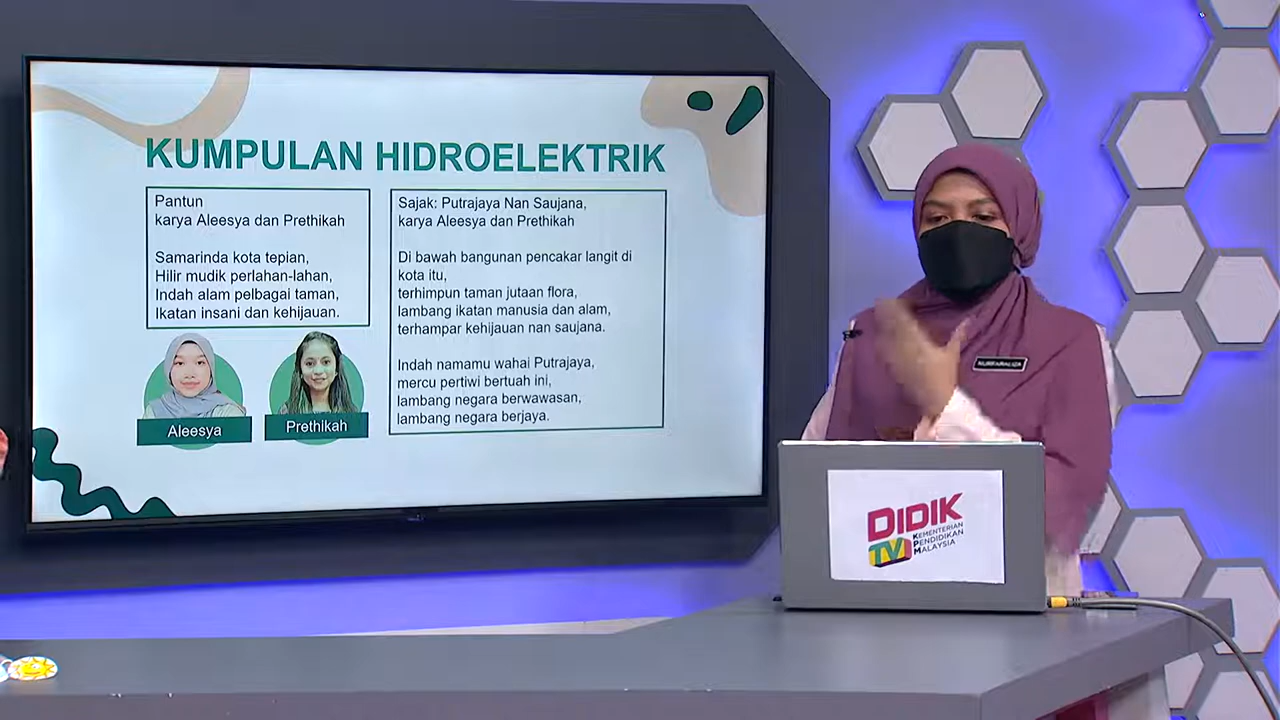 KUMPULAN HIDROELEKTRIK
Pantun
karya Aleesya dan Prethikah
Samarinda kota tepian,
Hilir mudik perlahan-lahan,
Indah alam pelbagai taman,
Ikatan insani dan kehijauan.
Aleesya
Prethikah
Sajak: Putrajaya Nan Saujana,
karya Aleesya dan Prethikah
Di bawah bangunan pencakar langit di
kota itu,
terhimpun taman jutaan flora,
lambang ikatan manusia dan alam,
terhampar kehijauan nan saujana.
Indah namamu wahai Putrajaya,
mercu pertiwi bertuah ini,
lambang negara berwawasan,
lambang negara berjaya.
DIDIK
TV
KEMENTERIAN
PENDIDIKAN
MALAYSIA